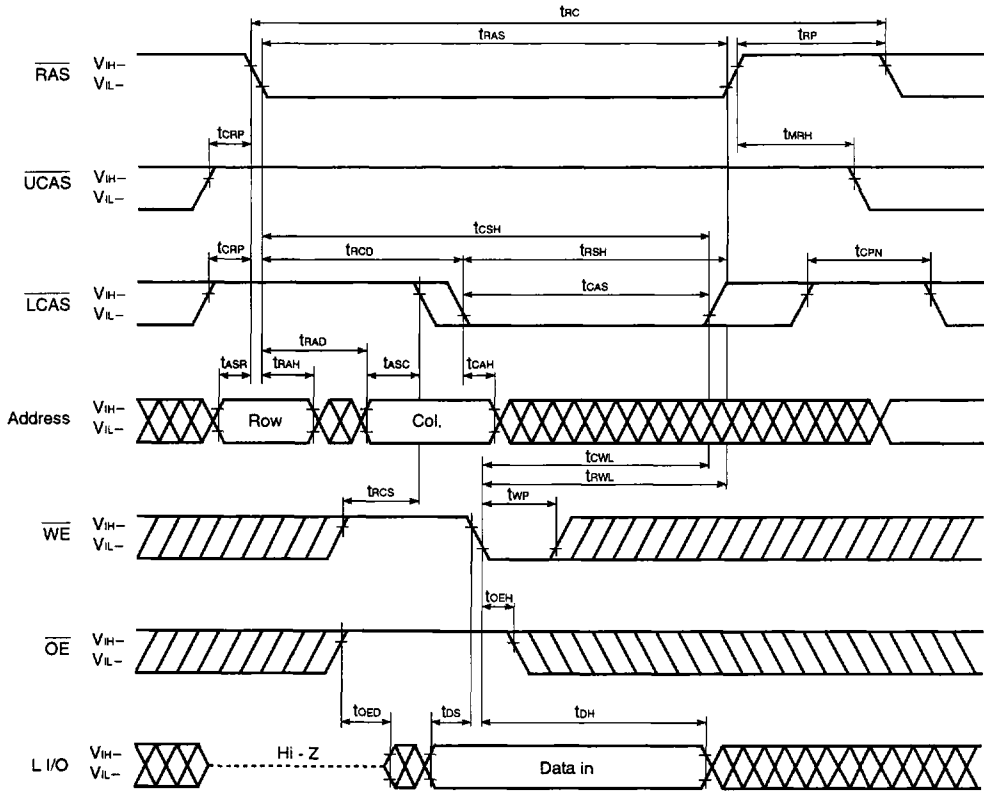 tRC
tRAS
tRP
RAS
VIH–
VIL–
tCRP
tMRH
UCAS
VIH–
VIL–
tCSH
tCRP
tRCD
tRSH
tCPN
LCAS
VIH–
VIL–
tCAS
tRAD
tASR
tRAH
tASC
tCAH
Address
VIH–
VIL–
Row
Col.
tCWL
tRWL
tRCS
tWP
WE
VIH–
VIL–
tOEH
OE
VIH–
VIL–
tOED
tDS
tDH
L I/O
VIH–
VIL–
Hi - Z
Data in